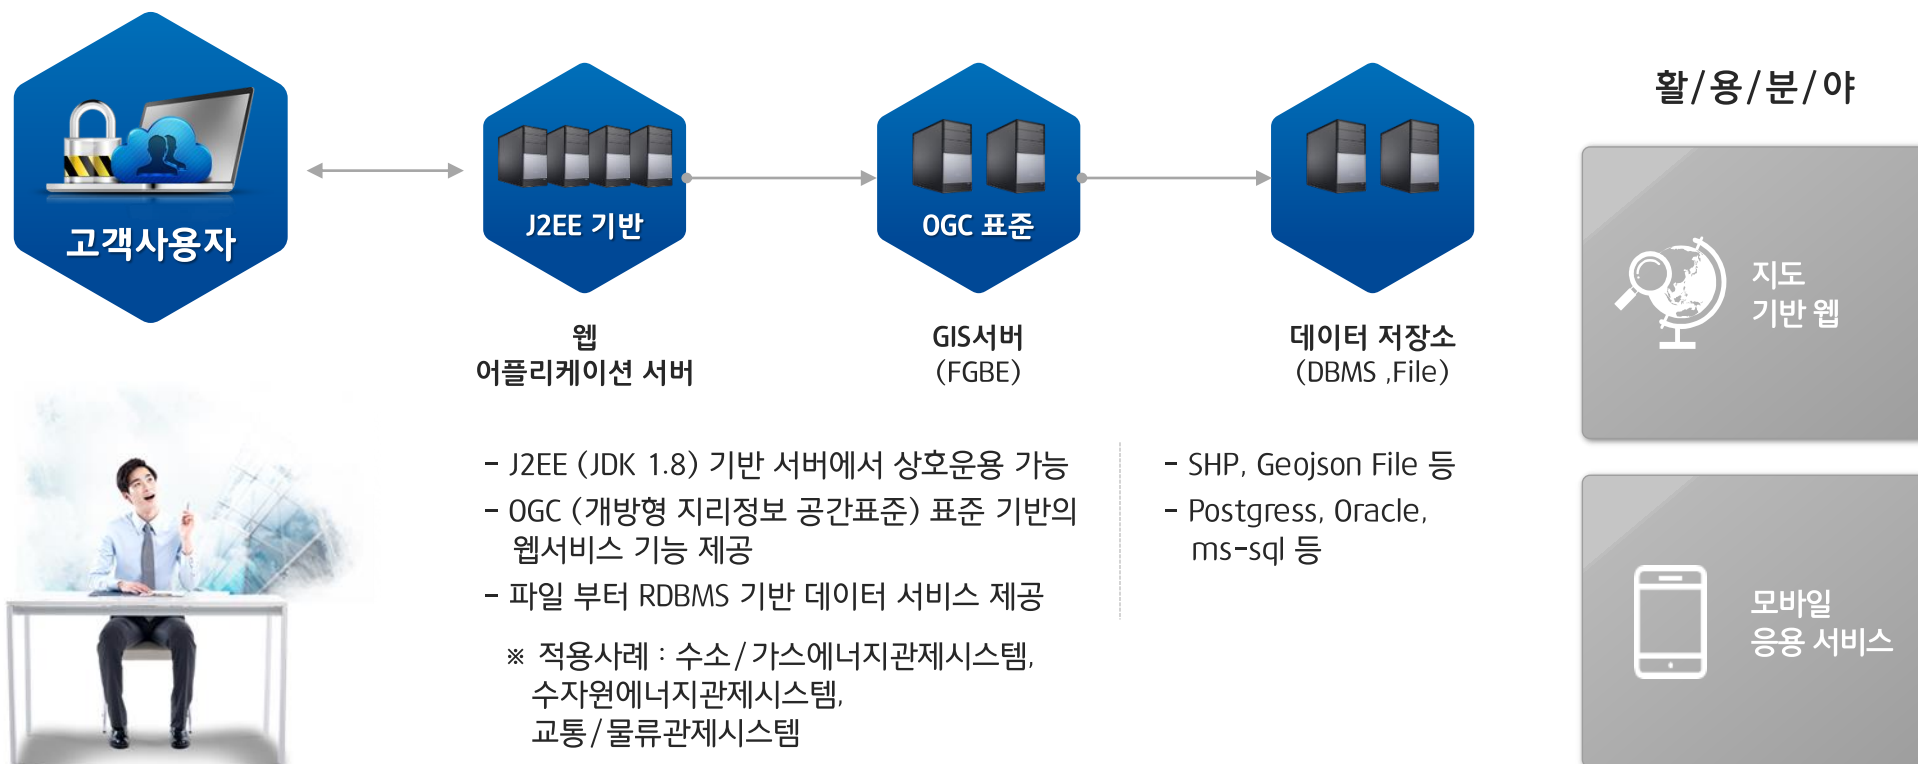 고객사용자
J2EE 기반
OGC 표준
웹
어플리케이션 서버
GIS서버
(FGBE)
데이터 저장소
(DBMS ,File)
- J2EE (JDK 1.8) 기반 서버에서 상호운용 가능
- OGC (개방형 지리정보 공간표준) 표준 기반의
웹서비스 기능 제공
- 파일 부터 RDBMS 기반 데이터 서비스 제공
※ 적용사례 : 수소/가스에너지관제시스템,
수자원에너지관제시스템,
교통/물류관제시스템
- SHP, Geojson File 등
- Postgress, Oracle,
ms-sql 등
활/용/분/야
지도
기반 웹
모바일
응용 서비스